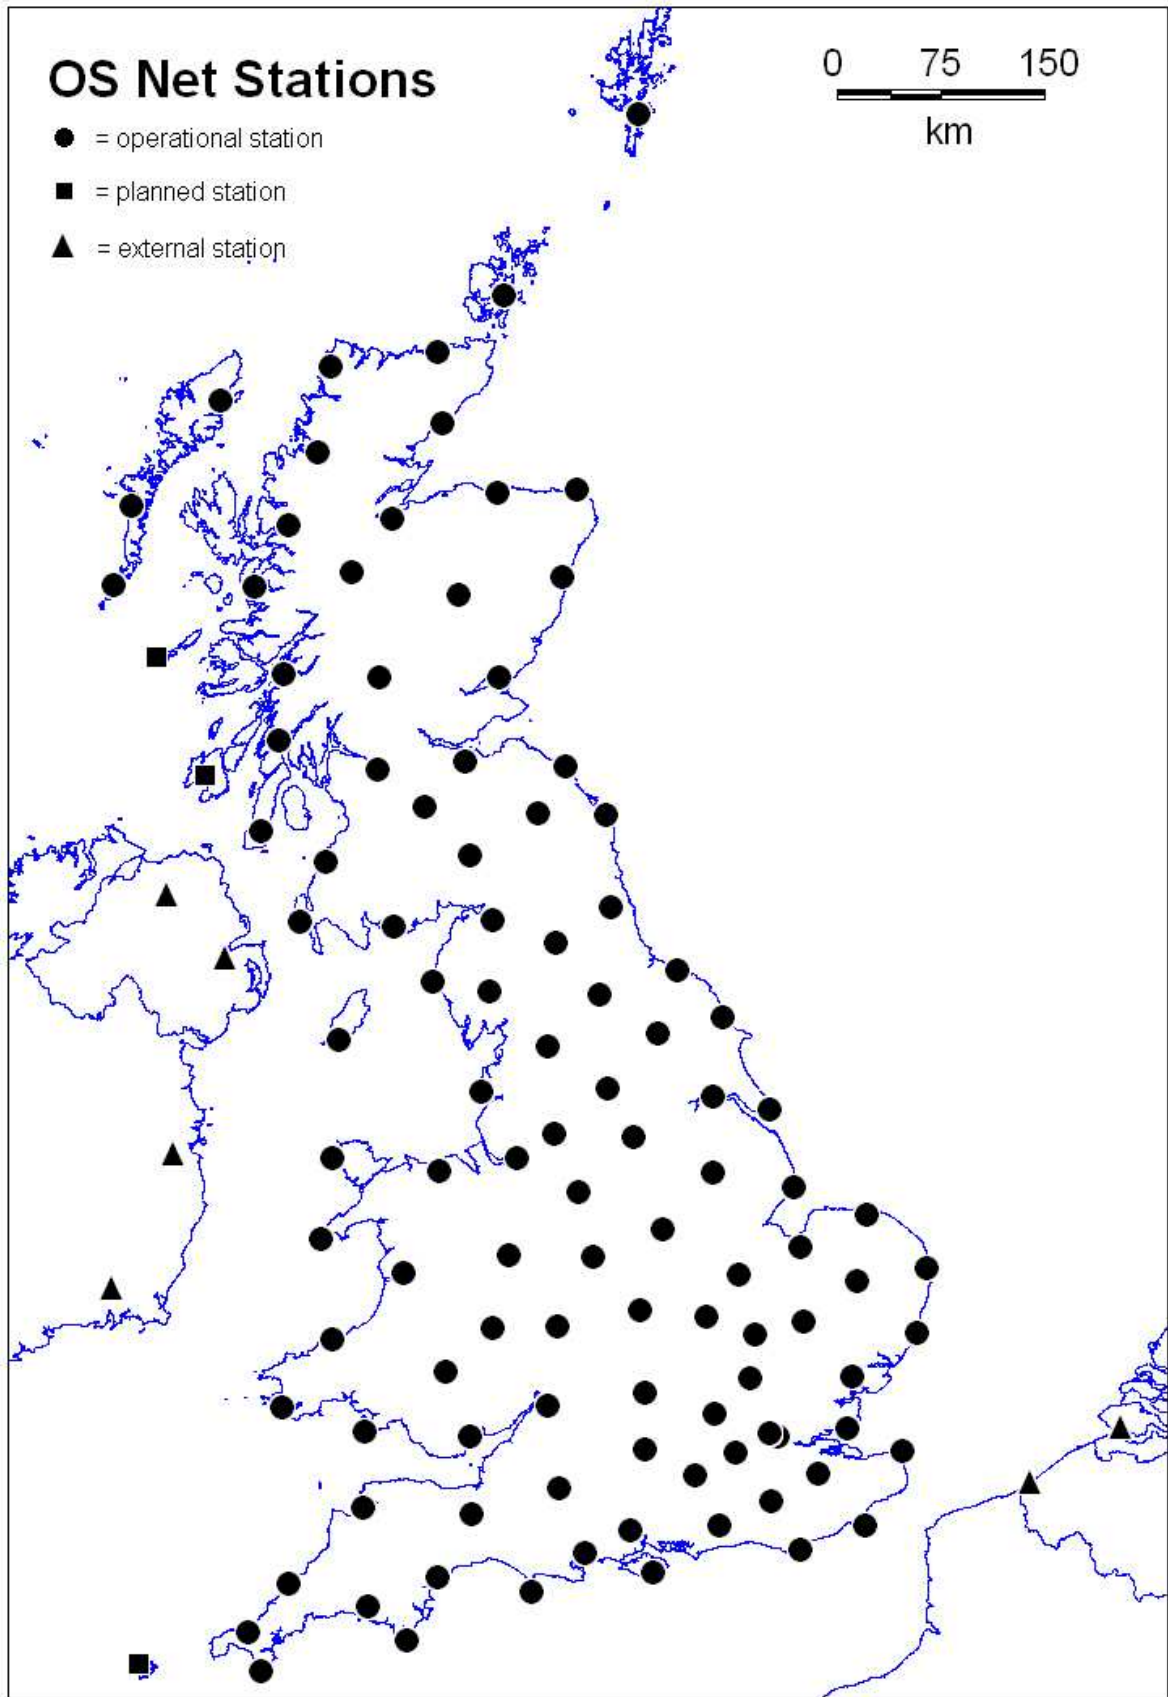 OS Net Stations
= operational station
= planned station
= external station
0 75 150
km